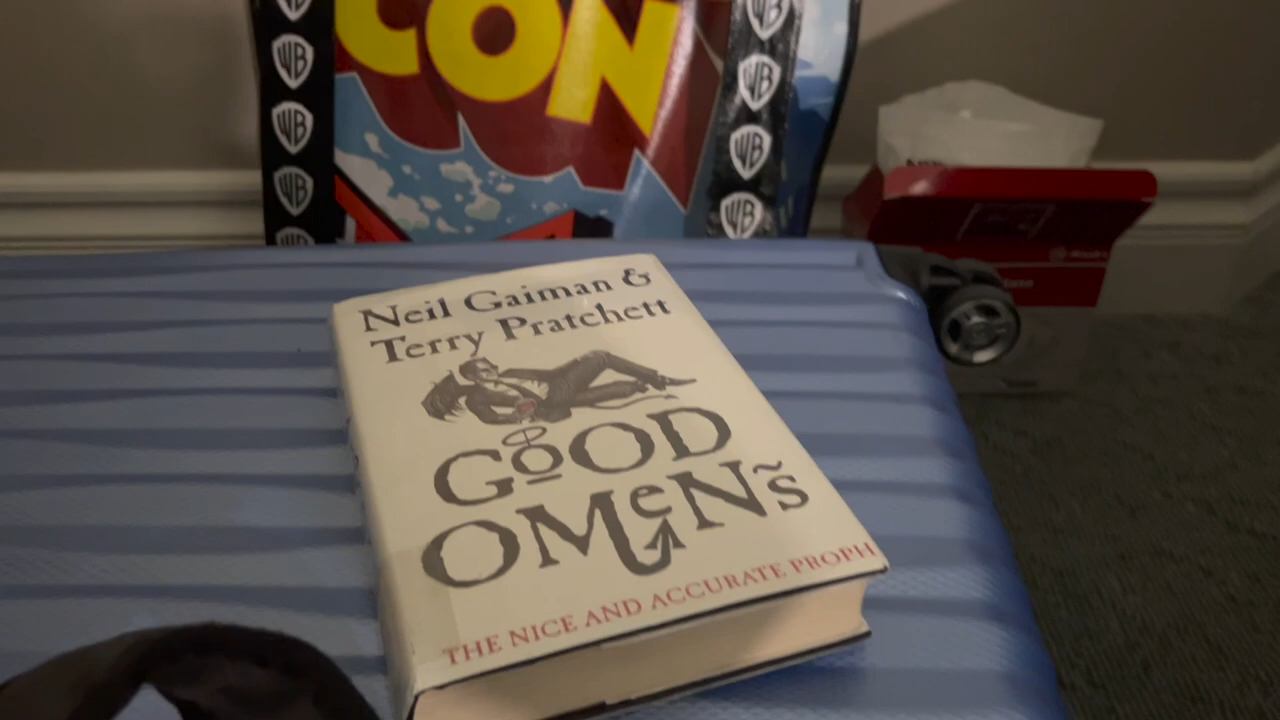 CON
WB
WB
WB
WB
WB
WB
WB
WB
Neil Gaiman &
Terry Pratchett
GOOD
OMeNs
THE NICE AND ACCURATE PROPH